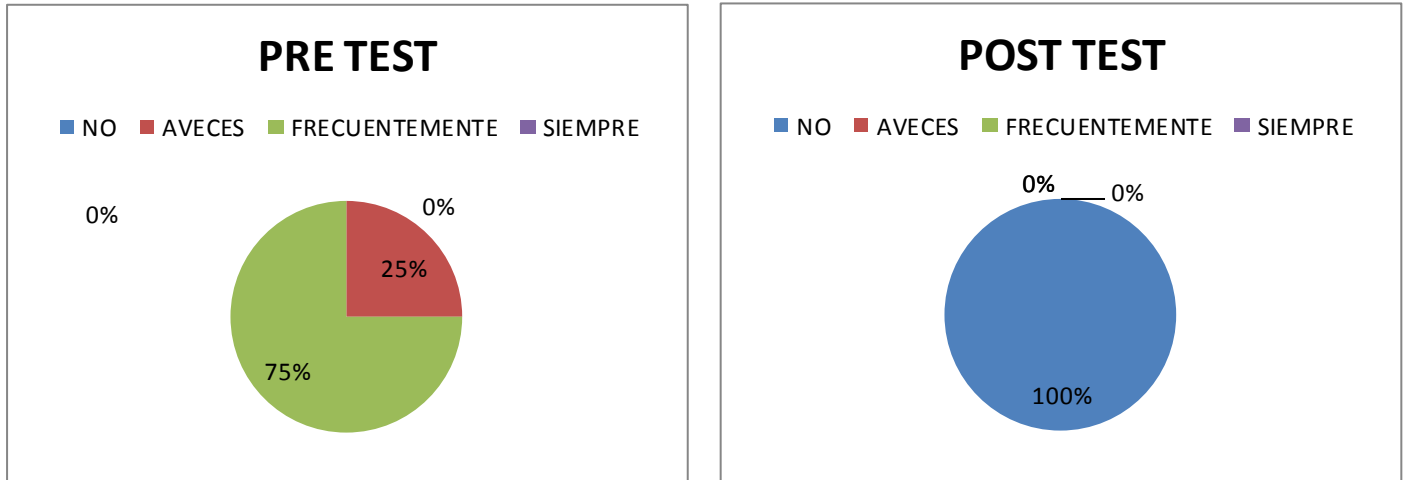 PRE TEST
NO AVECES FRECUENTEMENTE SIEMPRE
0%
0%
25%
75%
POST TEST
NO AVECES FRECUENTEMENTE SIEMPRE
0%
0%
100%